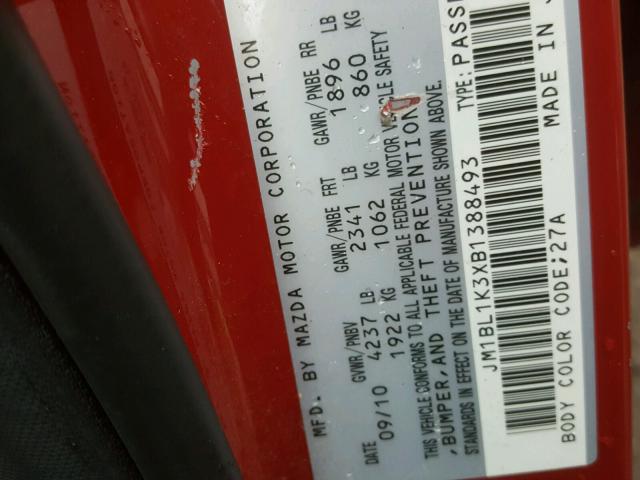 MFD. BY MAZDA MOTOR CORPORATION
GVWR/PNBV GAWR/PNBE FRT GAWR/PNBE RR
DATE 4237 LB 2341 LB 1896 LB
09/10 1922 KG 1062 KG 860 KG
THIS VEHICLE CONFORMS TO ALL APPLICABLE FEDERAL MOTOR VEHICLE SAFETY
,BUMPER,AND THEFT PREVENTION
STANDARDS IN EFFECT ON THE DATE OF MANUFACTURE SHOWN ABOVE.
JM1BL1K3XB1388493 TYPE: PASSE
BODY COLOR CODE;27A MADE IN J